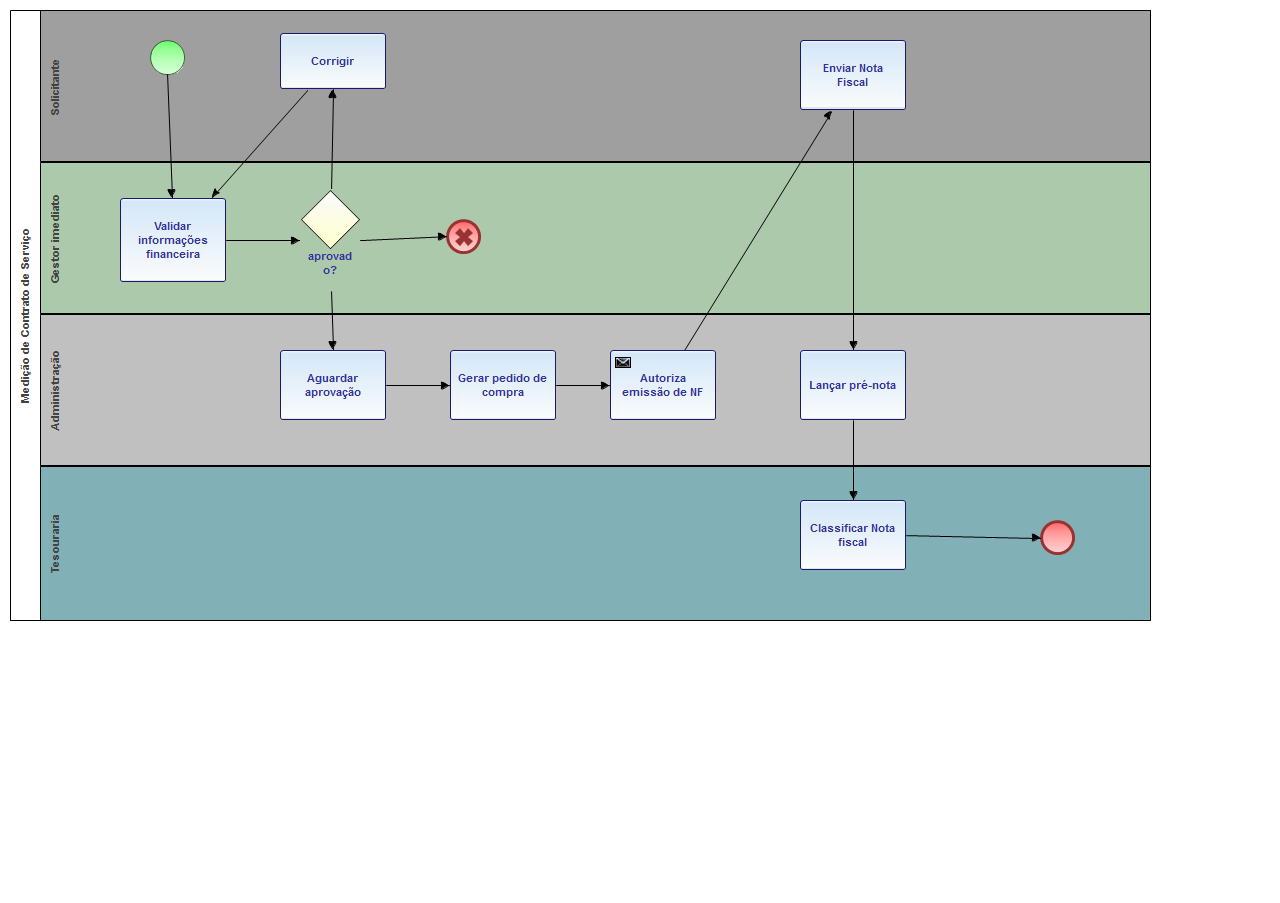 Medição de Contrato de Serviço
Solicitante
Corrigir
Enviar Nota
Fiscal
Gestor imediato
Validar
informações
financeira
aprovad
o?
Administração
Aguardar
aprovação
Gerar pedido de
compra
Autoriza
emissão de NF
Lançar pré-nota
Tesouraria
Classificar Nota
fiscal